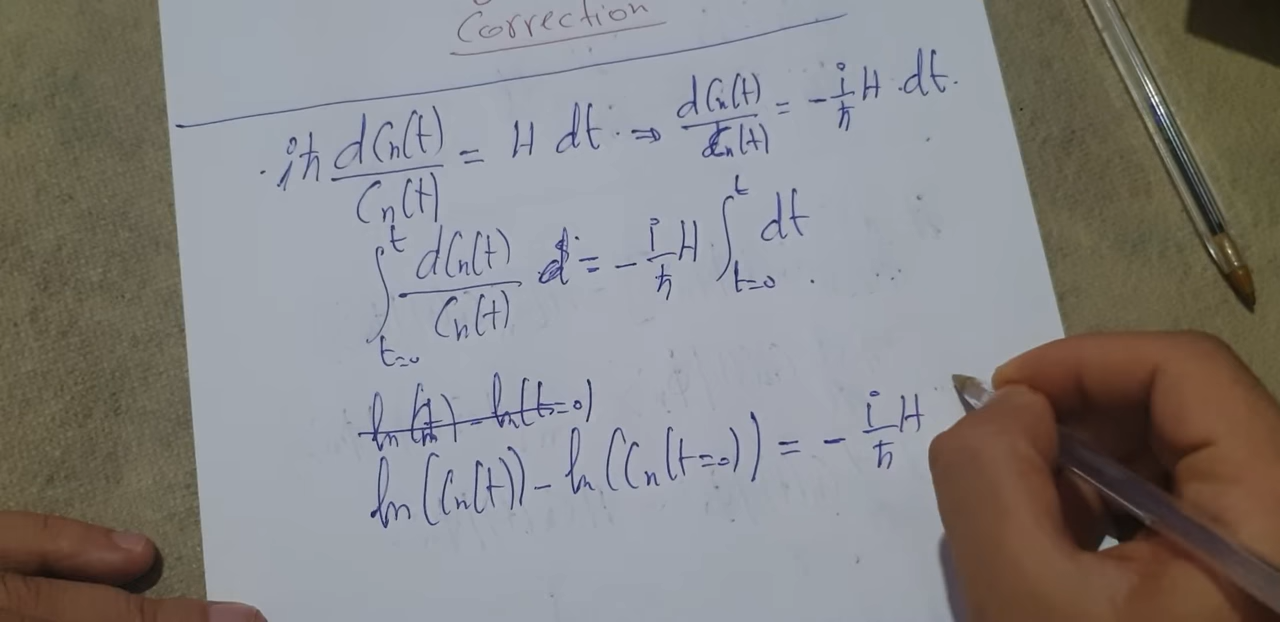 Correction
. iħ dCn(t)/Cn(t) = H dt. ⇒ dCn(t)/Cn(t) = - i/ħ H .dt.
∫_{t=0}^{t} dCn(t)/Cn(t) = - i/ħ H ∫_{t=0}^{t} dt .
ln(Cn(t)) - ln(Cn(t=0)) = - i/ħ H